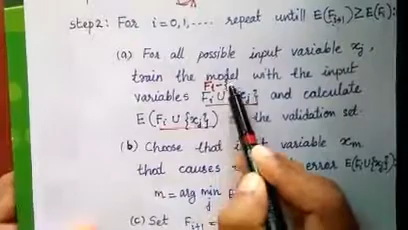 step2: For i=0,1,..... repeat untill E(Fj+1) ≥ E(Fi):
(a) For all possible input variable xj,
train the model with the input
Fi-{
variables Fi ∪ {xj} and calculate
E(Fi ∪ {xj}) the validation set
(b) Choose that variable xm
that causes error E(Fi∪{xj})
m = arg min
j
(c) Set Fi+1 =